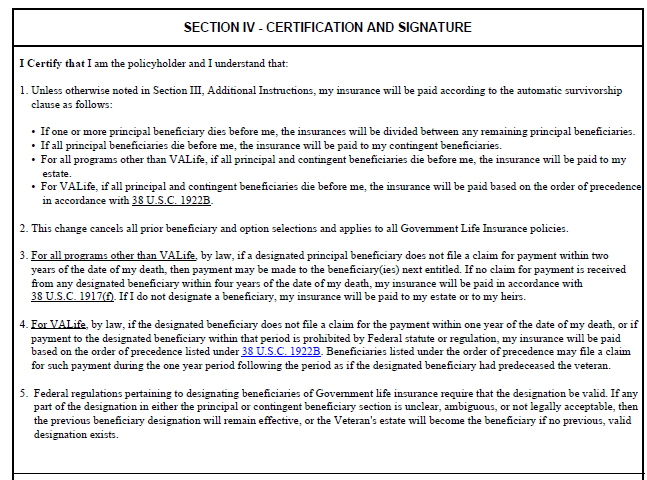 SECTION IV - CERTIFICATION AND SIGNATURE
I Certify that I am the policyholder and I understand that:
1. Unless otherwise noted in Section III, Additional Instructions, my insurance will be paid according to the automatic survivorship
clause as follows:
• If one or more principal beneficiary dies before me, the insurances will be divided between any remaining principal beneficiaries.
• If all principal beneficiaries die before me, the insurance will be paid to my contingent beneficiaries.
• For all programs other than VALife, if all principal and contingent beneficiaries die before me, the insurance will be paid to my
estate.
• For VALife, if all principal and contingent beneficiaries die before me, the insurance will be paid based on the order of precedence
in accordance with 38 U.S.C. 1922B.
2. This change cancels all prior beneficiary and option selections and applies to all Government Life Insurance policies.
3. For all programs other than VALife, by law, if a designated principal beneficiary does not file a claim for payment within two
years of the date of my death, then payment may be made to the beneficiary(ies) next entitled. If no claim for payment is received
from any designated beneficiary within four years of the date of my death, my insurance will be paid in accordance with
38 U.S.C. 1917(f). If I do not designate a beneficiary, my insurance will be paid to my estate or to my heirs.
4. For VALife, by law, if the designated beneficiary does not file a claim for the payment within one year of the date of my death, or if
payment to the designated beneficiary within that period is prohibited by Federal statute or regulation, my insurance will be paid
based on the order of precedence listed under 38 U.S.C. 1922B. Beneficiaries listed under the order of precedence may file a claim
for such payment during the one year period following the period as if the designated beneficiary had predeceased the veteran.
5. Federal regulations pertaining to designating beneficiaries of Government life insurance require that the designation be valid. If any
part of the designation in either the principal or contingent beneficiary section is unclear, ambiguous, or not legally acceptable, then
the previous beneficiary designation will remain effective, or the Veteran's estate will become the beneficiary if no previous, valid
designation exists.